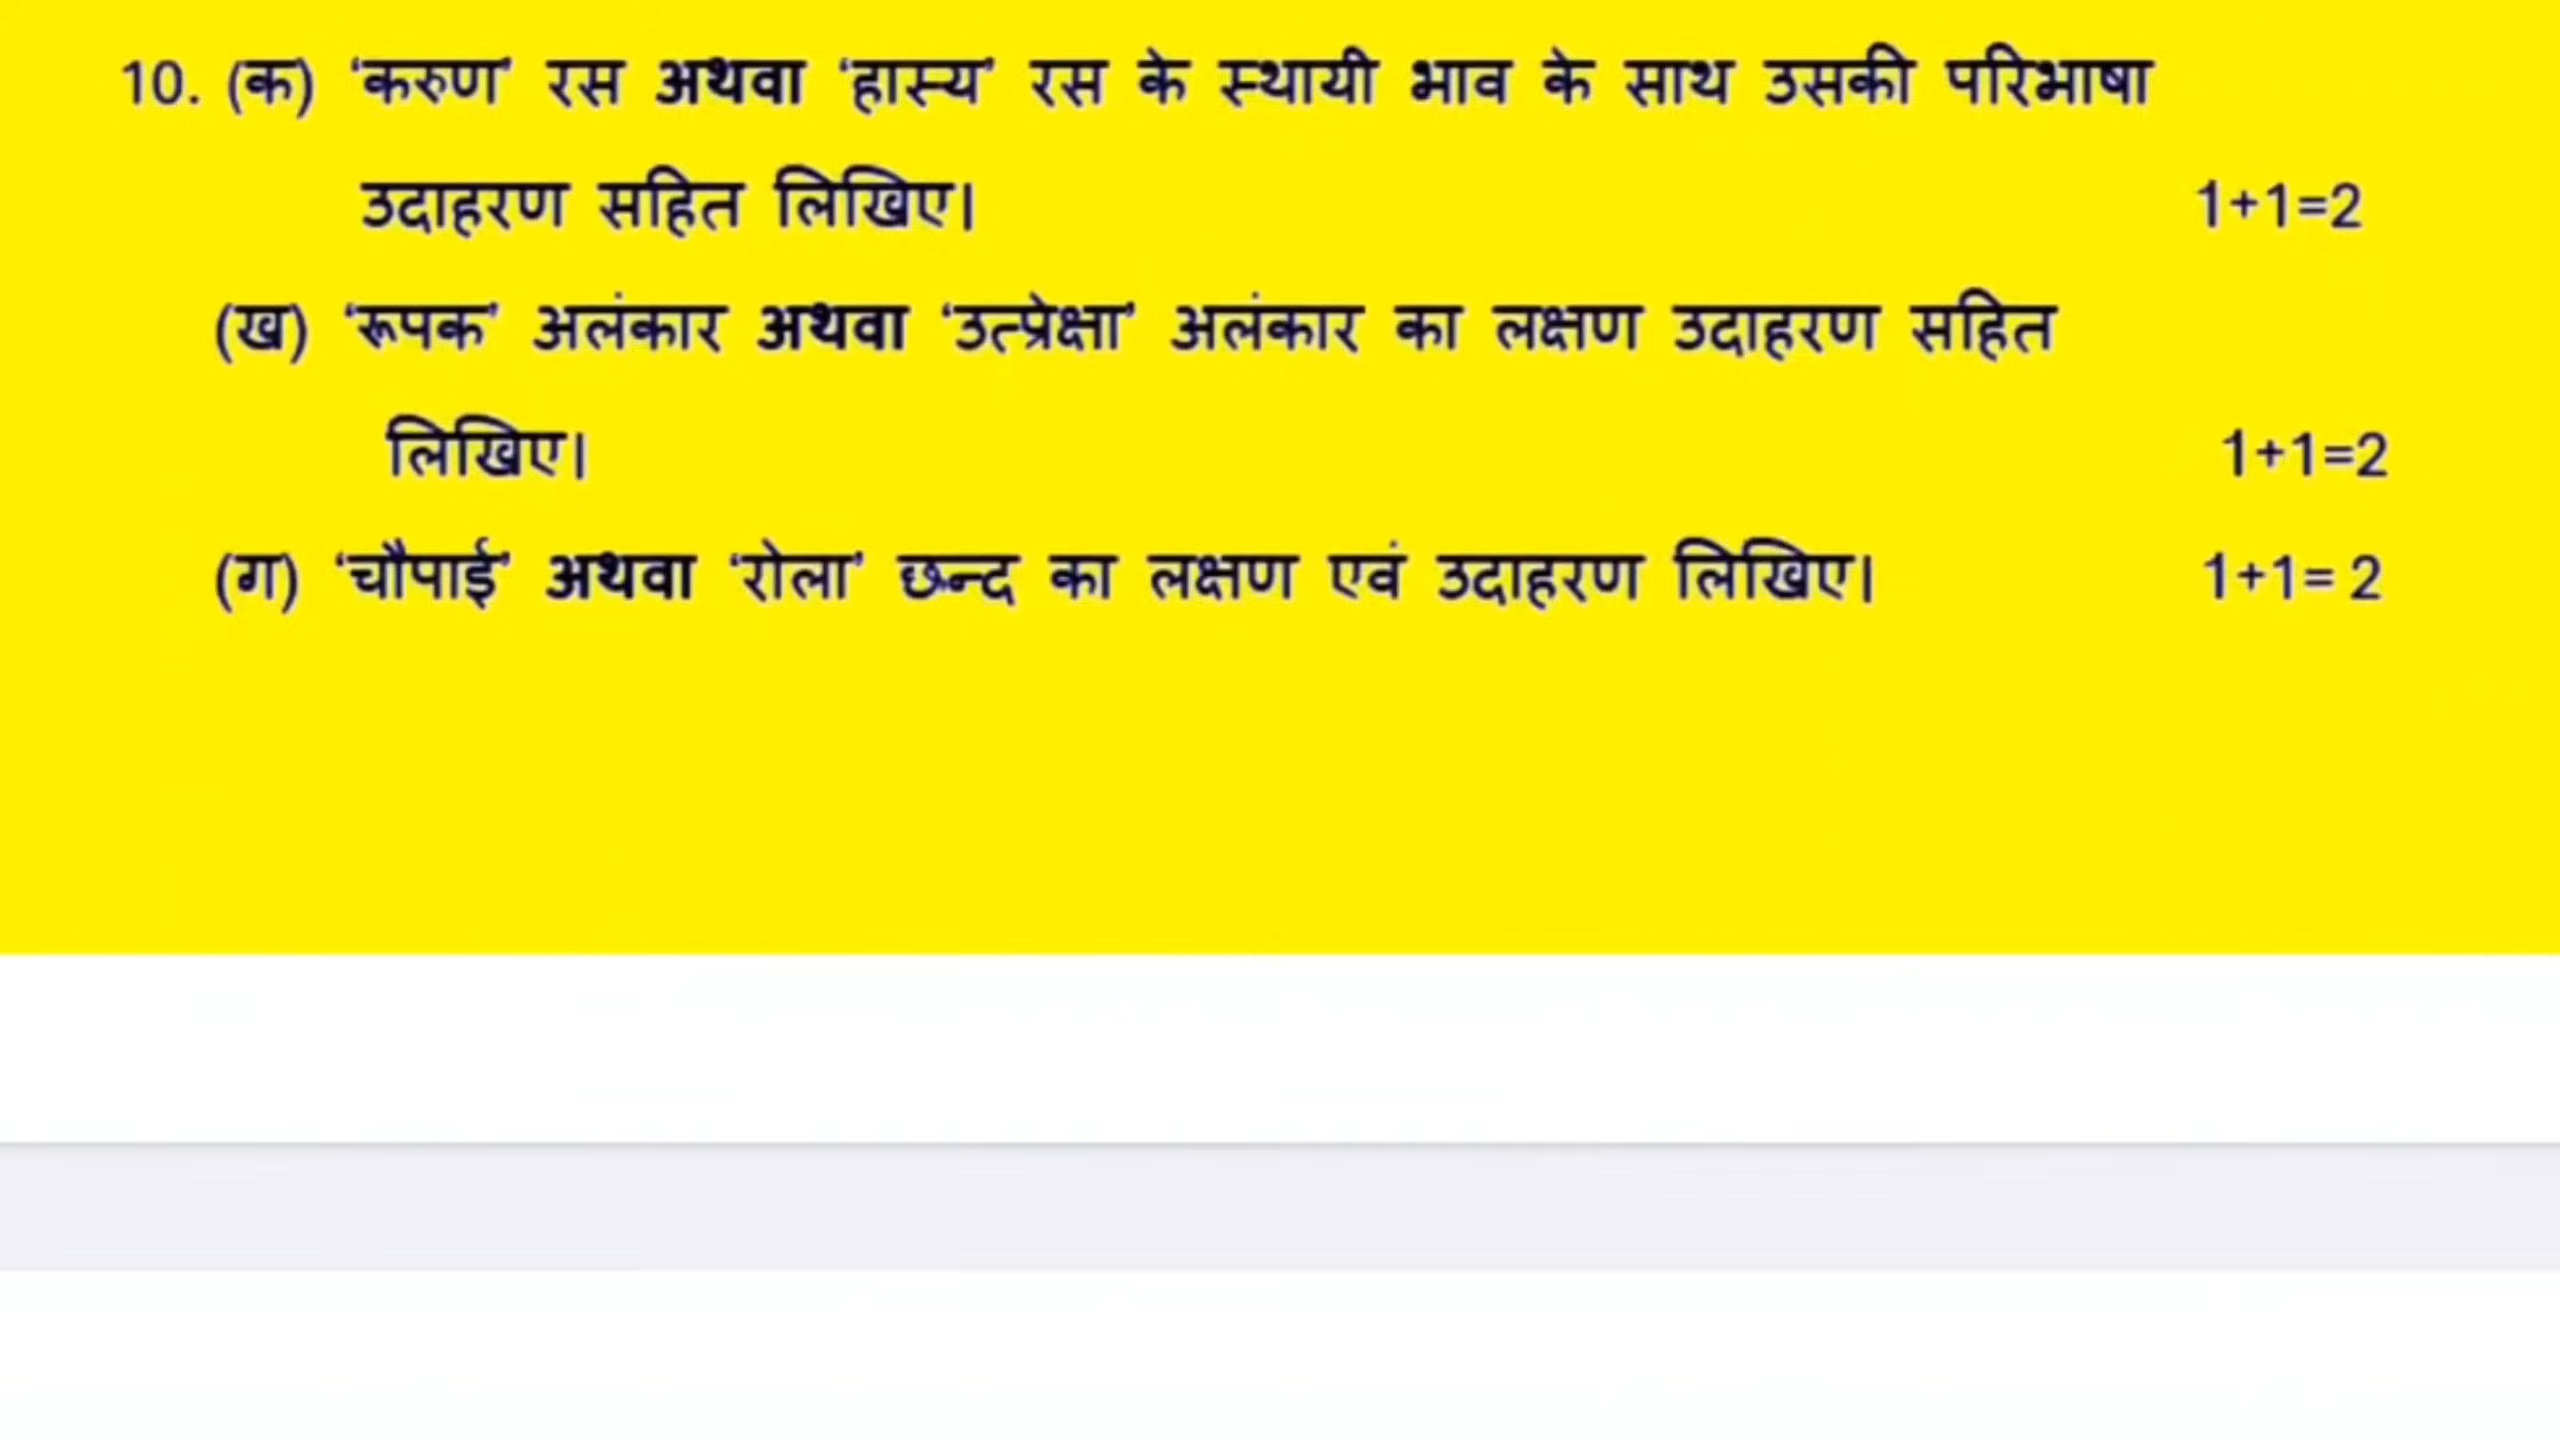 10. (क) ‘करुण’ रस अथवा ‘हास्य’ रस के स्थायी भाव के साथ उसकी परिभाषा
उदाहरण सहित लिखिए। 1+1=2
(ख) ‘रूपक’ अलंकार अथवा ‘उत्प्रेक्षा’ अलंकार का लक्षण उदाहरण सहित
लिखिए। 1+1=2
(ग) ‘चौपाई’ अथवा ‘रोला’ छन्द का लक्षण एवं उदाहरण लिखिए। 1+1= 2